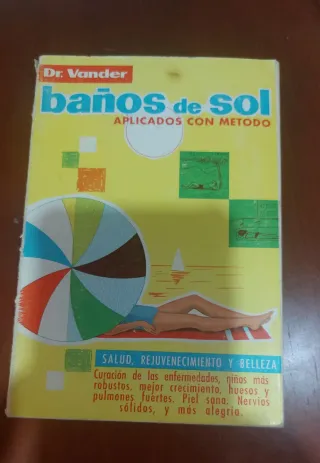 Dr. Vander
baños de sol
APLICADOS CON METODO
SALUD, REJUVENECIMIENTO Y BELLEZA
Curación de las enfermedades, niños más
robustos, mejor crecimiento, huesos y
pulmones fuertes. Piel sana. Nervios
sólidos, y más alegría.